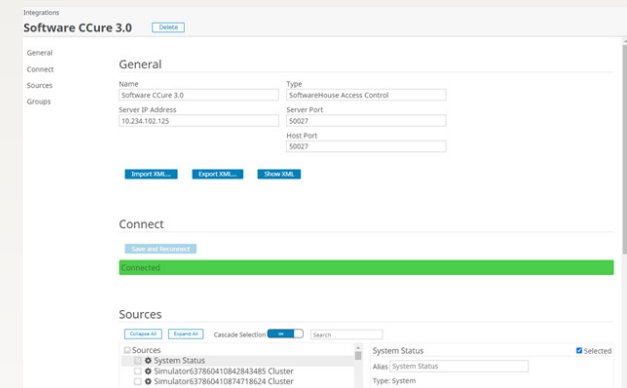 Integrations
Software CCure 3.0 Delete
General
Connect
Sources
Groups
General
Name Type
Software CCure 3.0 SoftwareHouse Access Control
Server IP Address Server Port
10.234.102.125 50027
Host Port
50027
Import XML... Export XML... Show XML
Connect
Save and Reconnect
Connected
Sources
Collapse All Expand All Cascade Selection Search
Sources System Status Selected
System Status
Alias System Status
Simulator637860410842843485 Cluster
Type: System
Simulator637860410874718624 Cluster